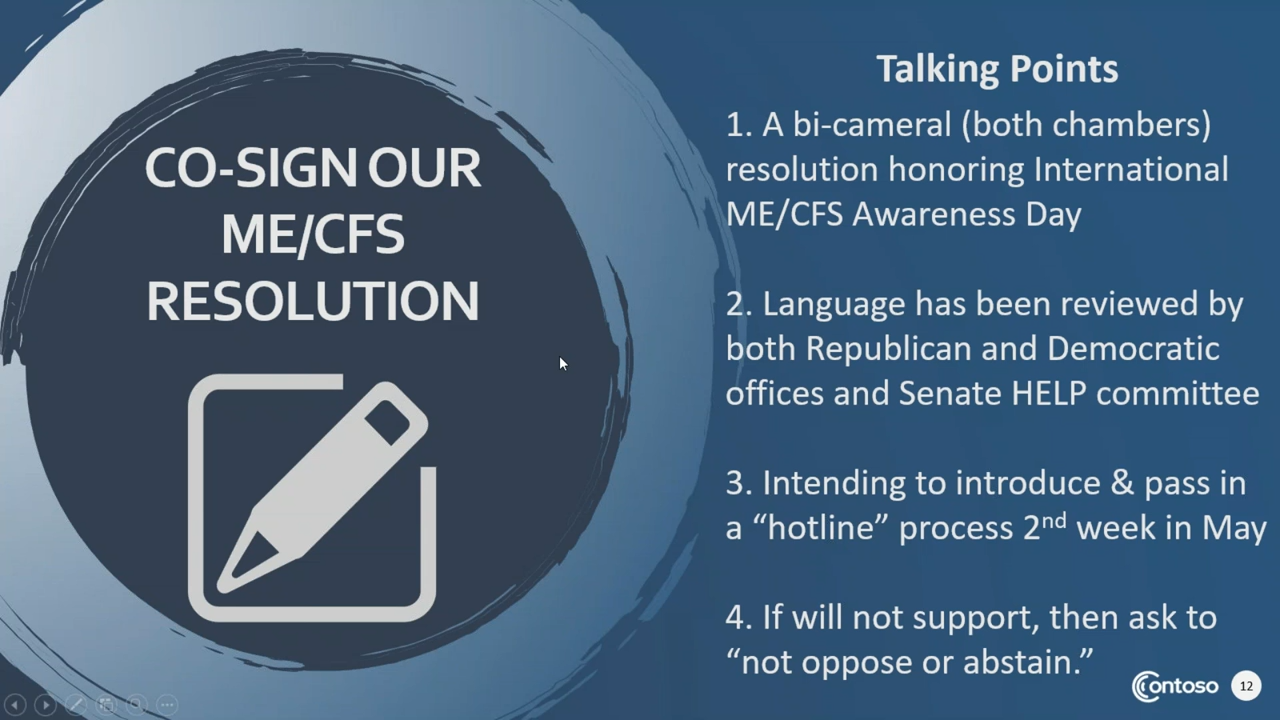 CO-SIGN OUR
ME/CFS
RESOLUTION
Talking Points
1. A bi-cameral (both chambers)
resolution honoring International
ME/CFS Awareness Day
2. Language has been reviewed by
both Republican and Democratic
offices and Senate HELP committee
3. Intending to introduce & pass in
a “hotline” process 2nd week in May
4. If will not support, then ask to
“not oppose or abstain.”
Contoso
12